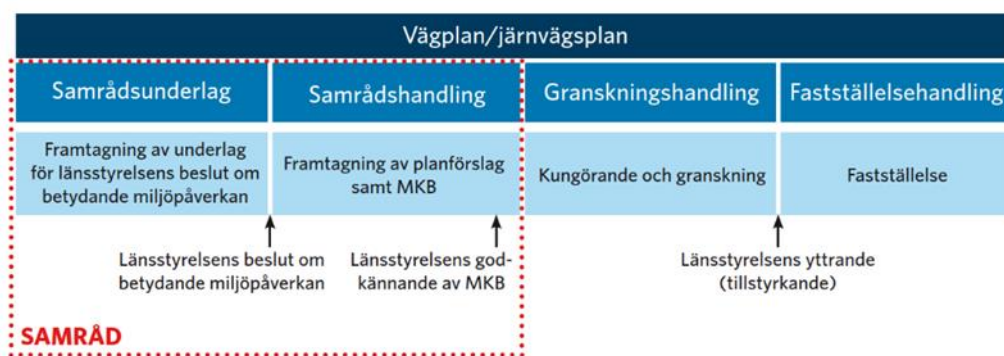 Vägplan/järnvägsplan
Samrådsunderlag
Samrådshandling
Granskningshandling
Fastställelsehandling
Framtagning av underlag
för länsstyrelsens beslut om
betydande miljöpåverkan
Framtagning av planförslag
samt MKB
Kungörande och granskning
Fastställelse
Länsstyrelsens beslut om
betydande miljöpåverkan
Länsstyrelsens god-
kännande av MKB
Länsstyrelsens yttrande
(tillstyrkande)
SAMRÅD